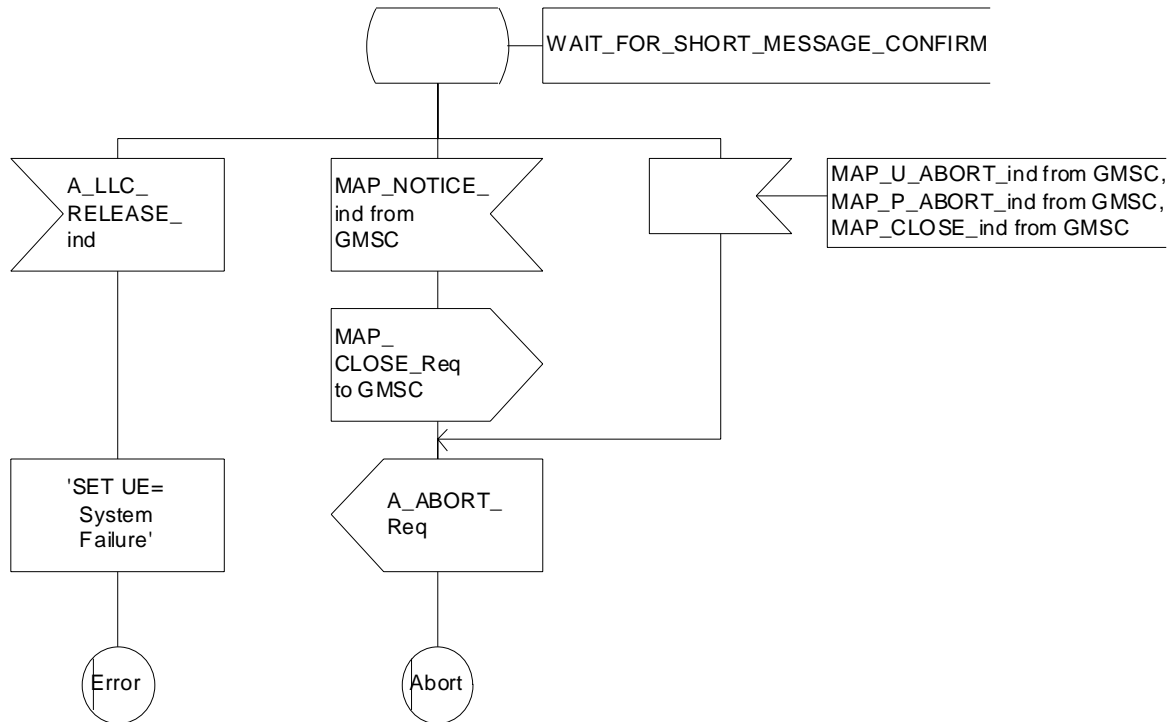 WAIT_FOR_SHORT_MESSAGE_CONFIRM
A_LLC_
RELEASE_
ind
MAP_NOTICE_
ind from
GMSC
MAP_U_ABORT_ind from GMSC,
MAP_P_ABORT_ind from GMSC,
MAP_CLOSE_ind from GMSC
MAP_
CLOSE_Req
to GMSC
'SET UE=
System
Failure'
A_ABORT_
Req
Error
Abort